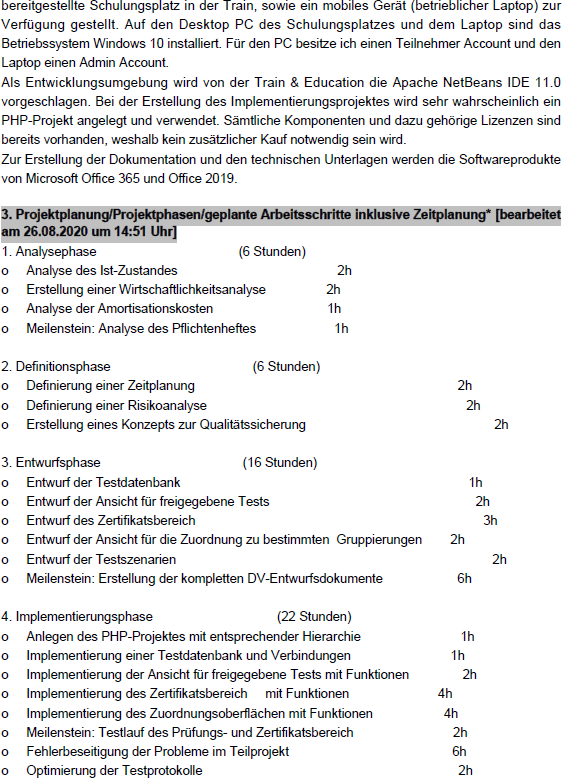 bereitgestellte Schulungsplatz in der Train, sowie ein mobiles Gerät (betrieblicher Laptop) zur
Verfügung gestellt. Auf den Desktop PC des Schulungsplatzes und dem Laptop sind das
Betriebssystem Windows 10 installiert. Für den PC besitze ich einen Teilnehmer Account und den
Laptop einen Admin Account.
Als Entwicklungsumgebung wird von der Train & Education die Apache NetBeans IDE 11.0
vorgeschlagen. Bei der Erstellung des Implementierungsprojektes wird sehr wahrscheinlich ein
PHP-Projekt angelegt und verwendet. Sämtliche Komponenten und dazu gehörige Lizenzen sind
bereits vorhanden, weshalb kein zusätzlicher Kauf notwendig sein wird.
Zur Erstellung der Dokumentation und den technischen Unterlagen werden die Softwareprodukte
von Microsoft Office 365 und Office 2019.
3. Projektplanung/Projektphasen/geplante Arbeitsschritte inklusive Zeitplanung* [bearbeitet
am 26.08.2020 um 14:51 Uhr]
1. Analysephase (6 Stunden)
o Analyse des Ist-Zustandes 2h
o Erstellung einer Wirtschaftlichkeitsanalyse 2h
o Analyse der Amortisationskosten 1h
o Meilenstein: Analyse des Pflichtenheftes 1h
2. Definitionsphase (6 Stunden)
o Definierung einer Zeitplanung 2h
o Definierung einer Risikoanalyse 2h
o Erstellung eines Konzepts zur Qualitätssicherung 2h
3. Entwurfsphase (16 Stunden)
o Entwurf der Testdatenbank 1h
o Entwurf der Ansicht für freigegebene Tests 2h
o Entwurf des Zertifikatsbereich 3h
o Entwurf der Ansicht für die Zuordnung zu bestimmten Gruppierungen 2h
o Entwurf der Testszenarien 2h
o Meilenstein: Erstellung der kompletten DV-Entwurfsdokumente 6h
4. Implementierungsphase (22 Stunden)
o Anlegen des PHP-Projektes mit entsprechender Hierarchie 1h
o Implementierung einer Testdatenbank und Verbindungen 1h
o Implementierung der Ansicht für freigegebene Tests mit Funktionen 2h
o Implementierung des Zertifikatsbereich mit Funktionen 4h
o Implementierung des Zuordnungsoberflächen mit Funktionen 4h
o Meilenstein: Testlauf des Prüfungs- und Zertifikatsbereich 2h
o Fehlerbeseitigung der Probleme im Teilprojekt 6h
o Optimierung der Testprotokolle 2h